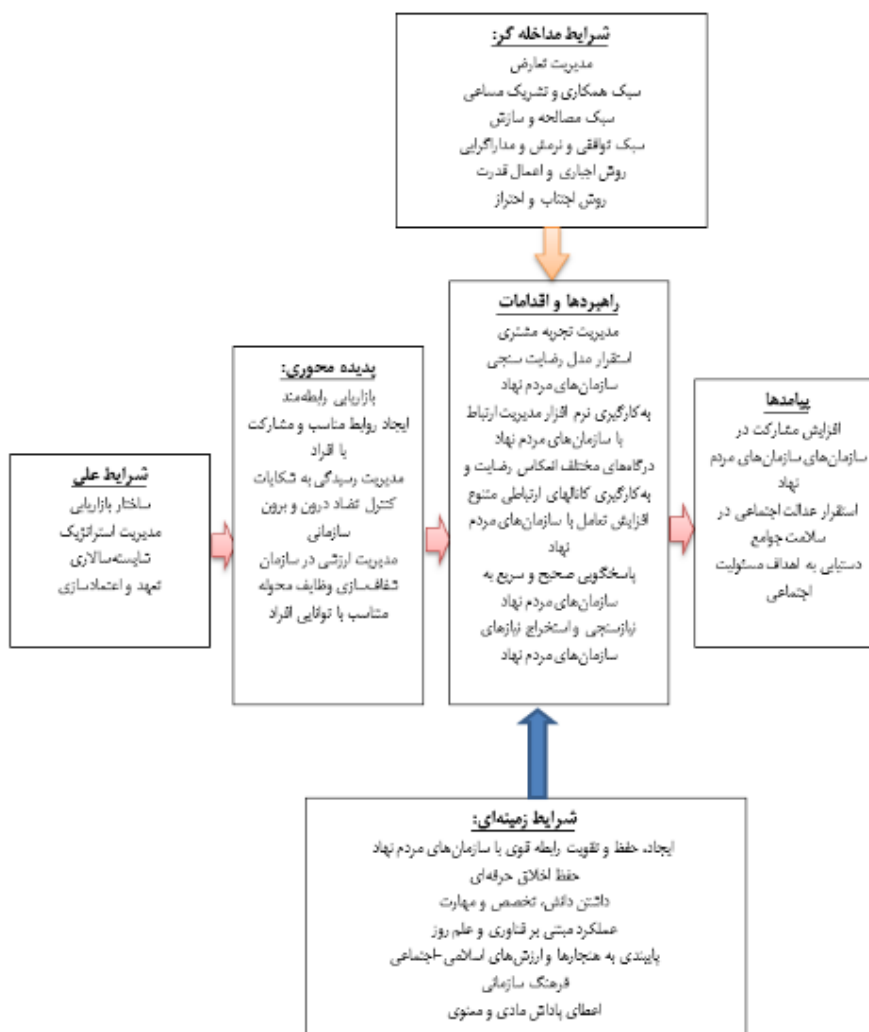 شرایط مداخله گر:
مدیریت تعارض
سبک همکاری و تشریک مساعی
سبک مصالحه و سازش
سبک توافقی و نرمش و مداراگرایی
روش اجباری و اعمال قدرت
روش اجتناب و احتراز
شرایط علی
ساختار بازاریابی
مدیریت استراتژیک
شایسته‌سالاری
تعهد و اعتمادسازی
پدیده محوری:
بازاریابی رابطه‌مند
ایجاد روابط مناسب و مشارکت
با افراد
مدیریت رسیدگی به شکایات
کنترل تضاد درون و برون
سازمانی
مدیریت ارزشی در سازمان
شفاف‌سازی وظایف محوله
متناسب با توانایی افراد
راهبردها و اقدامات
مدیریت تجربه مشتری
استقرار مدل رضایت سنجی
سازمان‌های مردم نهاد
به‌کارگیری نرم افزار مدیریت ارتباط
با سازمان‌های مردم نهاد
درگاه‌های مختلف انعکاس رضایت و
به‌کارگیری کانالهای ارتباطی متنوع
افزایش تعامل با سازمان‌های مردم
نهاد
پاسخگویی صحیح و سریع به
سازمان‌های مردم نهاد
نیازسنجی و استخراج نیازهای
سازمان‌های مردم نهاد
پیامدها
افزایش مشارکت در
سازمان‌های سازمان‌های مردم
نهاد
استقرار عدالت اجتماعی در
سلامت جوامع
دستیابی به اهداف مسئولیت
اجتماعی
شرایط زمینه‌ای:
ایجاد، حفظ و تقویت رابطه قوی با سازمان‌های مردم نهاد
حفظ اخلاق حرفه‌ای
داشتن دانش، تخصص و مهارت
عملکرد مبتنی بر فناوری و علم روز
پایبندی به هنجارها و ارزش‌های اسلامی-اجتماعی
فرهنگ سازمانی
اعطای پاداش مادی و معنوی